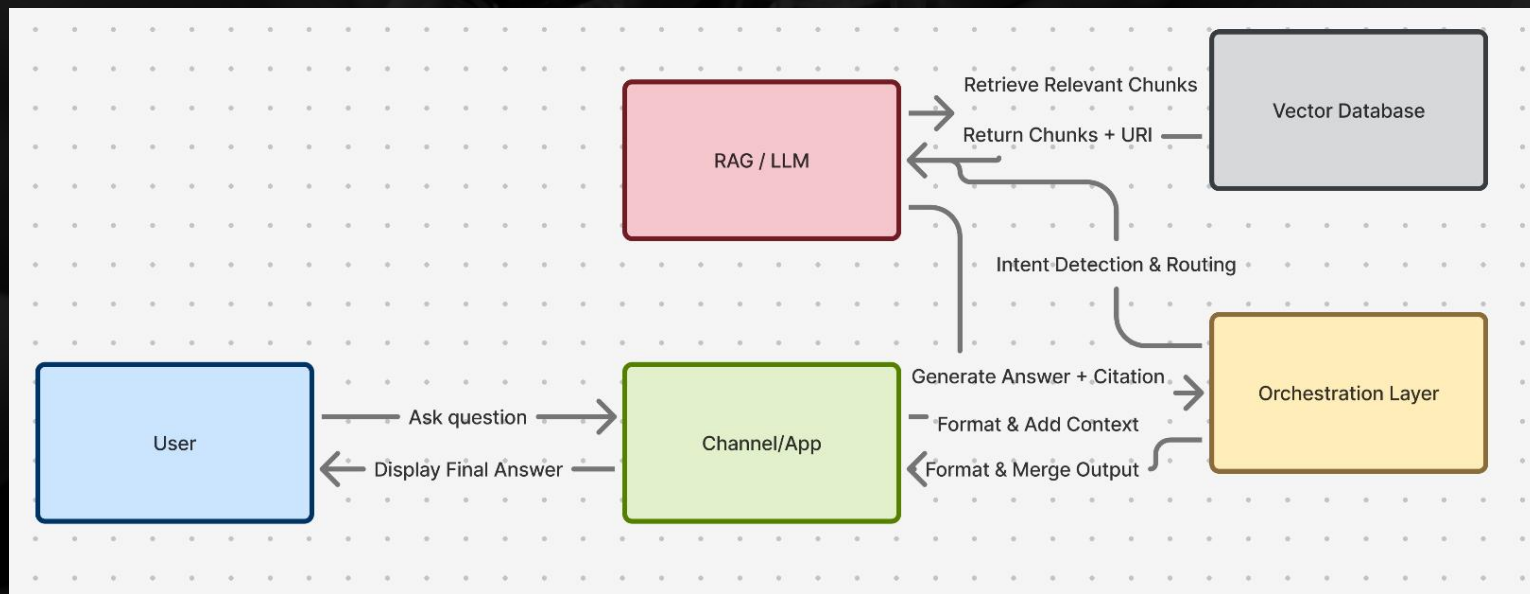 Retrieve Relevant Chunks
Vector Database
Return Chunks + URI
RAG / LLM
Intent Detection & Routing
Generate Answer + Citation
Orchestration Layer
Ask question
Format & Add Context
User
Channel/App
Display Final Answer
Format & Merge Output